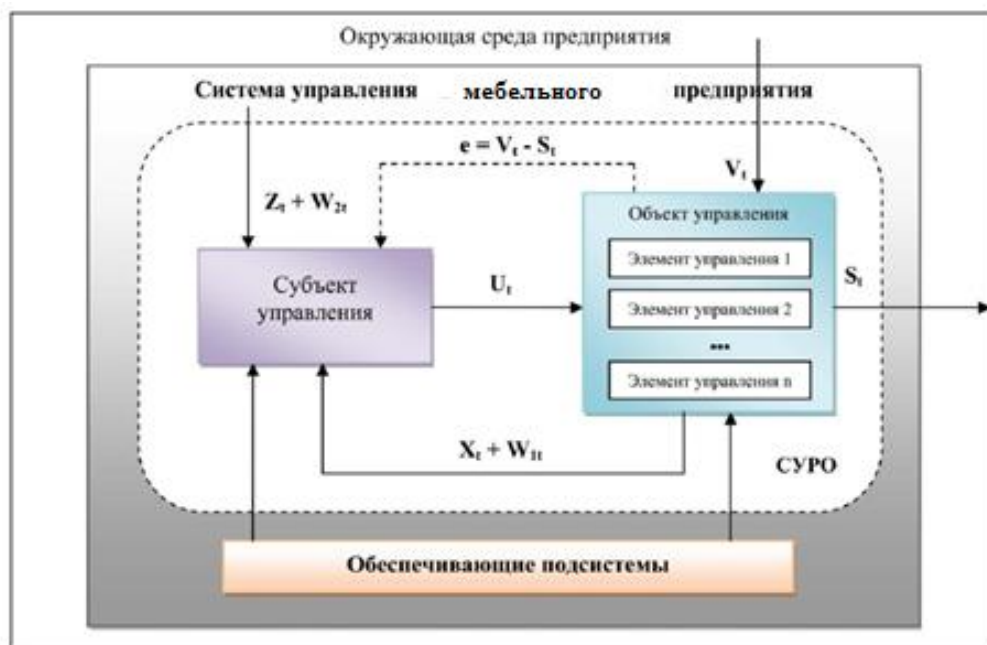 Окружающая среда предприятия
Система управления мебельного предприятия
e = Vₜ - Sₜ
Vₜ
Zₜ + W₂ₜ
Объект управления
Элемент управления 1
Sₜ
Субъект
управления
Uₜ
Элемент управления 2
...
Элемент управления n
Xₜ + W₁ₜ
СУРО
Обеспечивающие подсистемы